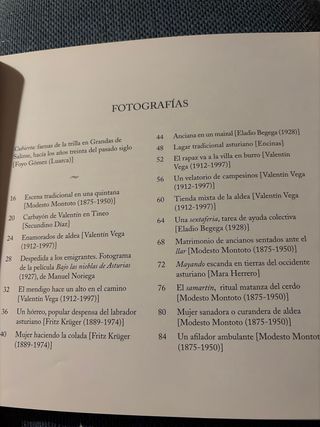 FOTOGRAFÍAS
Cubierta: faenas de la trilla en Grandas de
Salime, hacia los años treinta del pasado siglo
[Foyo Gómez (Luarca)]
~
16 Escena tradicional en una quintana
[Modesto Montoto (1875-1950)]
20 Carbayón de Valentín en Tineo
[Secundino Díaz]
24 Enamorados de aldea [Valentín Vega
(1912-1997)]
28 Despedida a los emigrantes. Fotograma de
la película Bajo las nieblas de Asturias
(1927), de Manuel Noriega
32 El mendigo hace un alto en el camino
[Valentín Vega (1912-1997)]
36 Un hórreo, popular despensa del labrador
asturiano [Fritz Krüger (1889-1974)]
40 Mujer haciendo la colada [Fritz Krüger
(1889-1974)]
44 Anciana en un maizal [Eladio Begega (1928)]
48 Lagar tradicional asturiano [Encinas]
52 El rapaz va a la villa en burro [Valentín
Vega (1912-1997)]
56 Un velatorio de campesinos [Valentín Vega
(1912-1997)]
60 Tienda mixta de la aldea [Valentín Vega
(1912-1997)]
64 Una sextaferia, tarea de ayuda colectiva
[Eladio Begega (1928)]
68 Matrimonio de ancianos sentados ante el
llar [Modesto Montoto (1875-1950)]
72 Mayando escanda en tierras del occidente
asturiano [Mara Herrero]
76 El samartín, ritual matanza del cerdo
[Modesto Montoto (1875-1950)]
80 Mujer sanadora o curandera de aldea
[Modesto Montoto (1875-1950)]
84 Un afilador ambulante [Modesto Montoto
(1875-1950)]